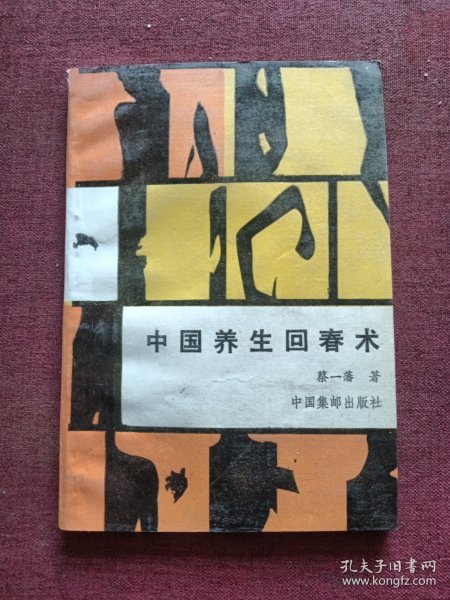 中国养生回春术
蔡一藩 著
中国集邮出版社
孔夫子旧书网
www.kongfz.com